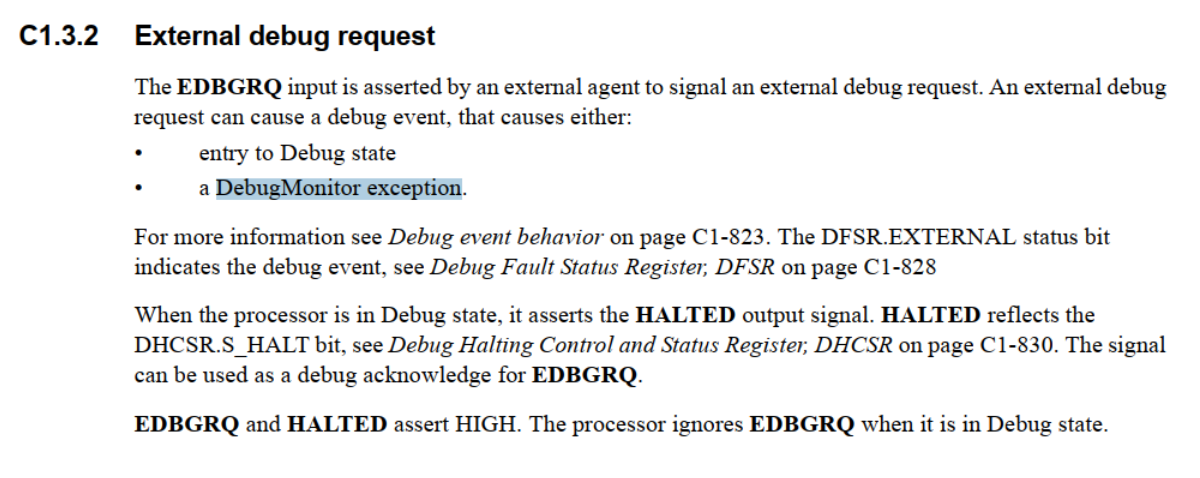 C1.3.2 External debug request
The EDBGRQ input is asserted by an external agent to signal an external debug request. An external debug
request can cause a debug event, that causes either:
• entry to Debug state
• a DebugMonitor exception.
For more information see Debug event behavior on page C1-823. The DFSR.EXTERNAL status bit
indicates the debug event, see Debug Fault Status Register, DFSR on page C1-828
When the processor is in Debug state, it asserts the HALTED output signal. HALTED reflects the
DHCSR.S_HALT bit, see Debug Halting Control and Status Register, DHCSR on page C1-830. The signal
can be used as a debug acknowledge for EDBGRQ.
EDBGRQ and HALTED assert HIGH. The processor ignores EDBGRQ when it is in Debug state.